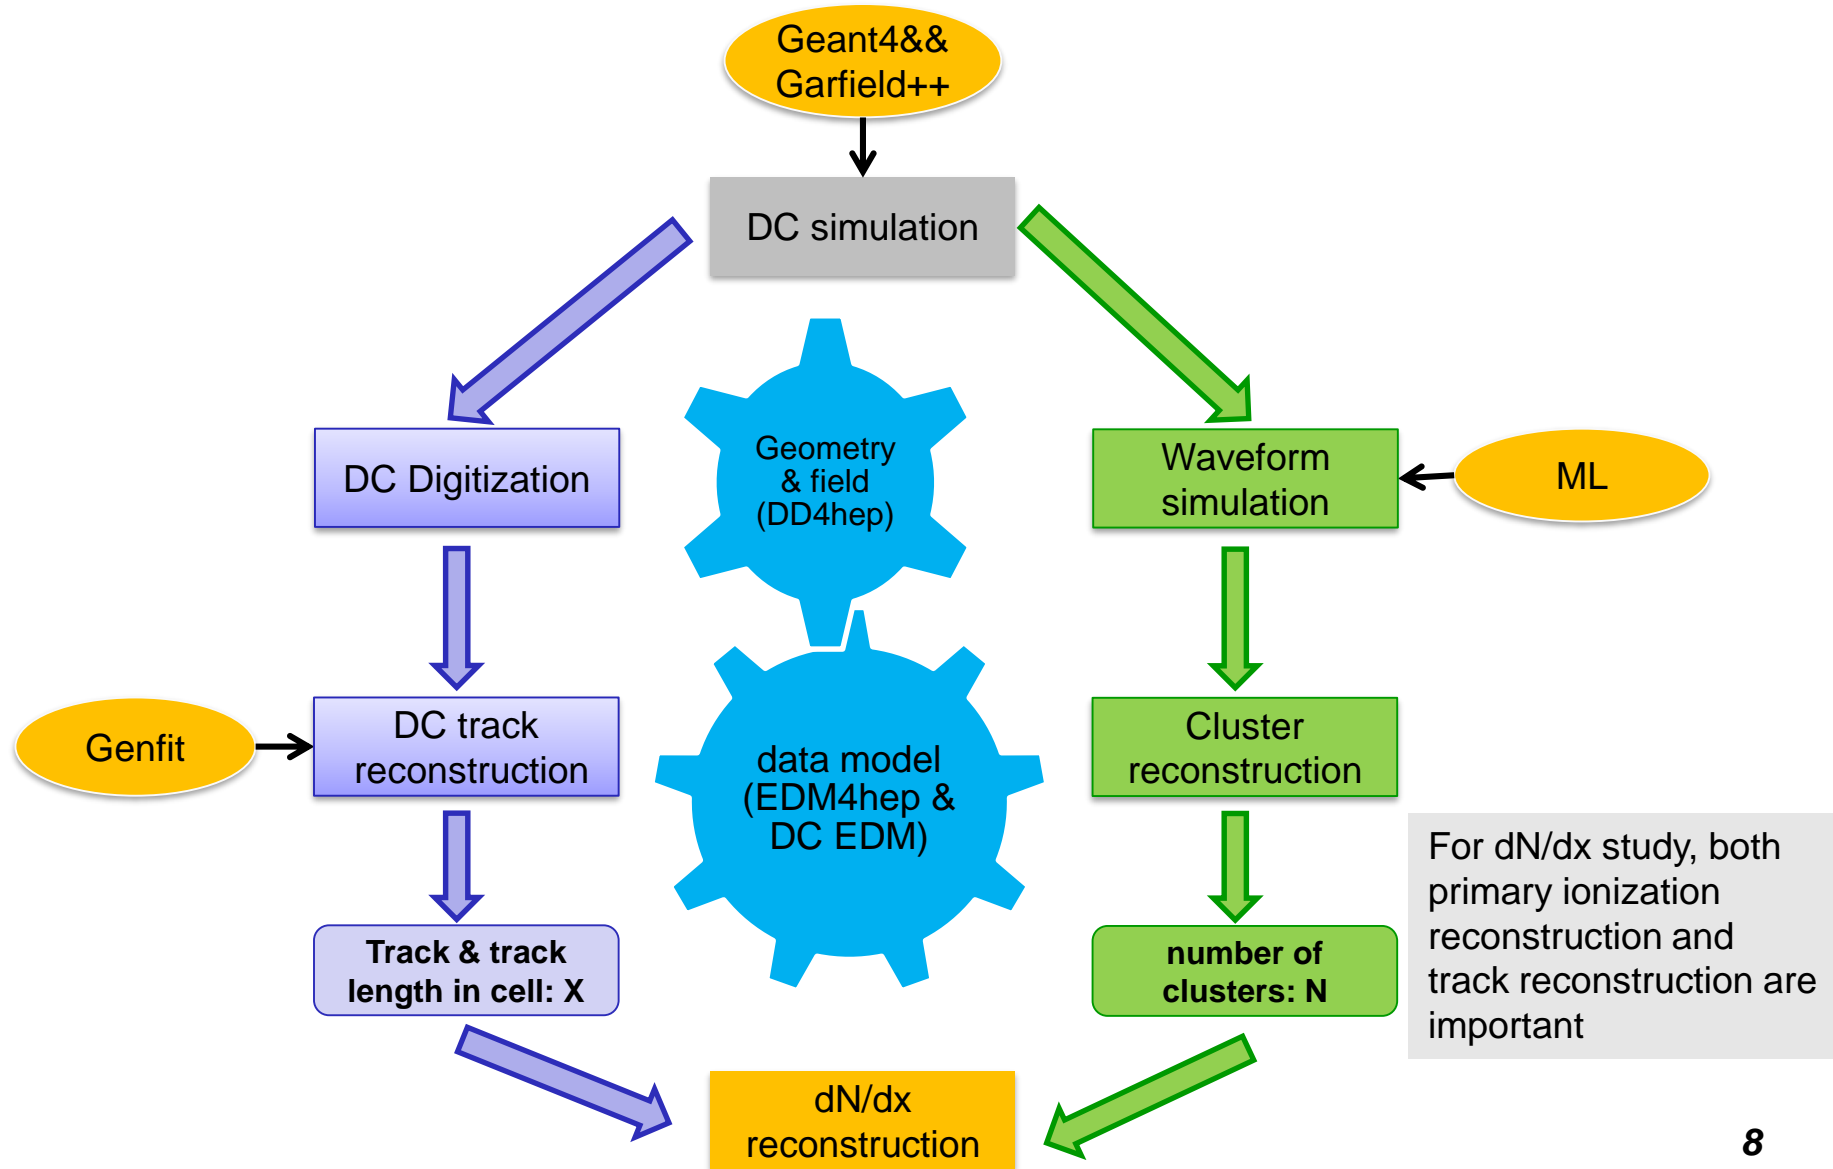 Geant4&&
Garfield++
DC simulation
Geometry
& field
(DD4hep)
DC Digitization
Waveform
simulation
ML
Genfit
DC track
reconstruction
data model
(EDM4hep &
DC EDM)
Cluster
reconstruction
For dN/dx study, both
primary ionization
reconstruction and
track reconstruction are
important
Track & track
length in cell: X
number of
clusters: N
dN/dx
reconstruction
8